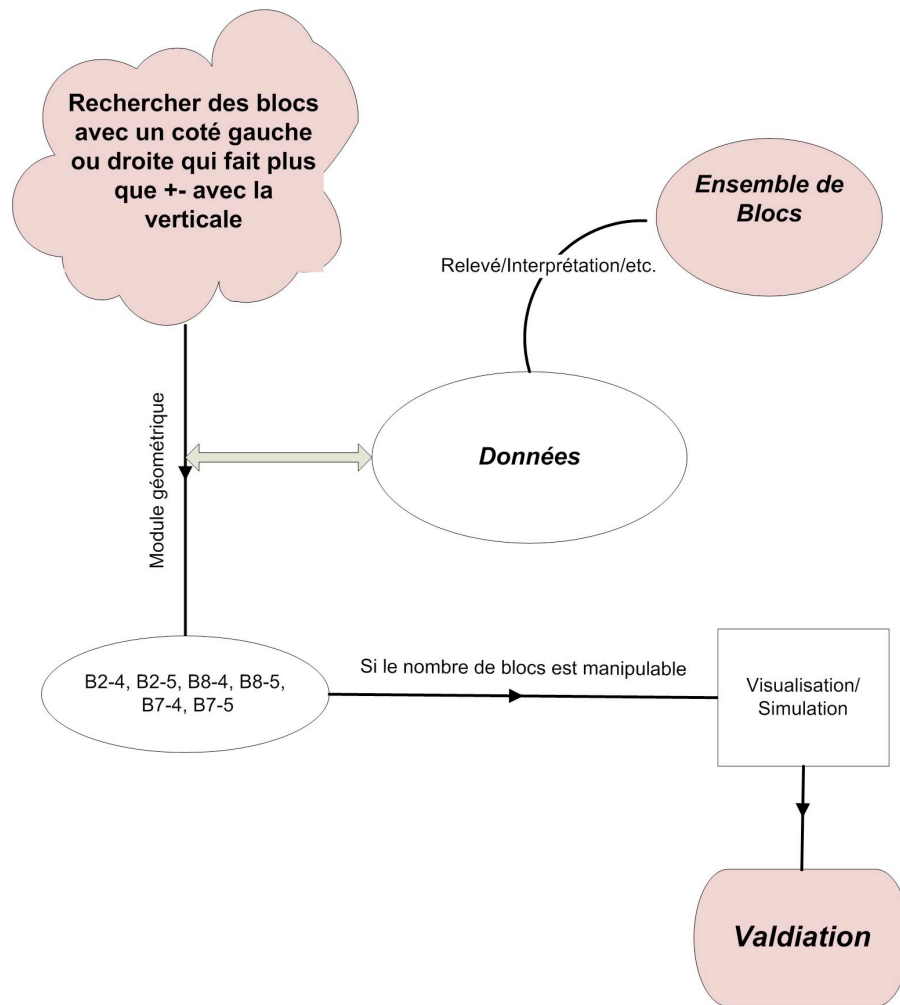 Rechercher des blocs
avec un coté gauche
ou droite qui fait plus
que +- avec la
verticale
Ensemble de
Blocs
Relevé/Interprétation/etc.
Module géométrique
Données
B2-4, B2-5, B8-4, B8-5,
B7-4, B7-5
Si le nombre de blocs est manipulable
Visualisation/
Simulation
Valdiation